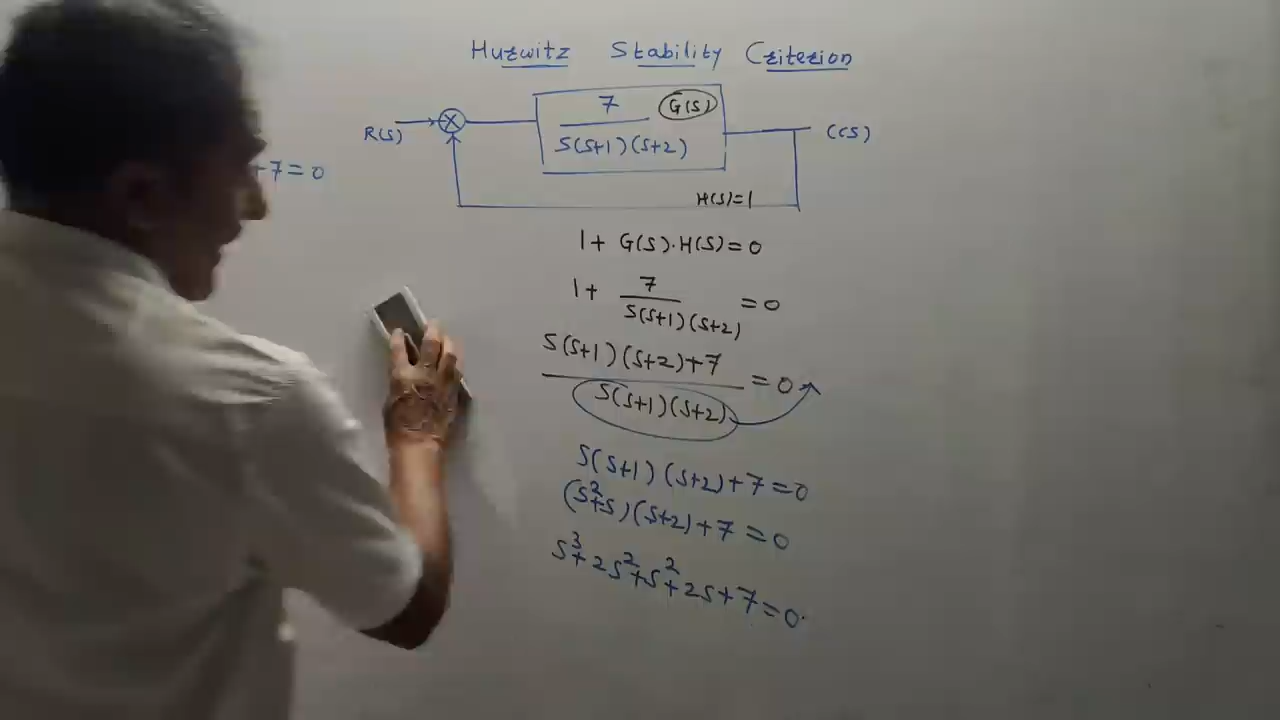 Hurwitz Stability Criterion
7 G(S)
R(S) S(S+1)(S+2) C(S)
+7=0
H(S)=1
1+ G(S).H(S)=0
1+ 7/S(S+1)(S+2) =0
S(S+1)(S+2)+7/S(S+1)(S+2) =0
S(S+1)(S+2)+7=0
(S²+S)(S+2)+7=0
S³+2S²+S²+2S+7=0